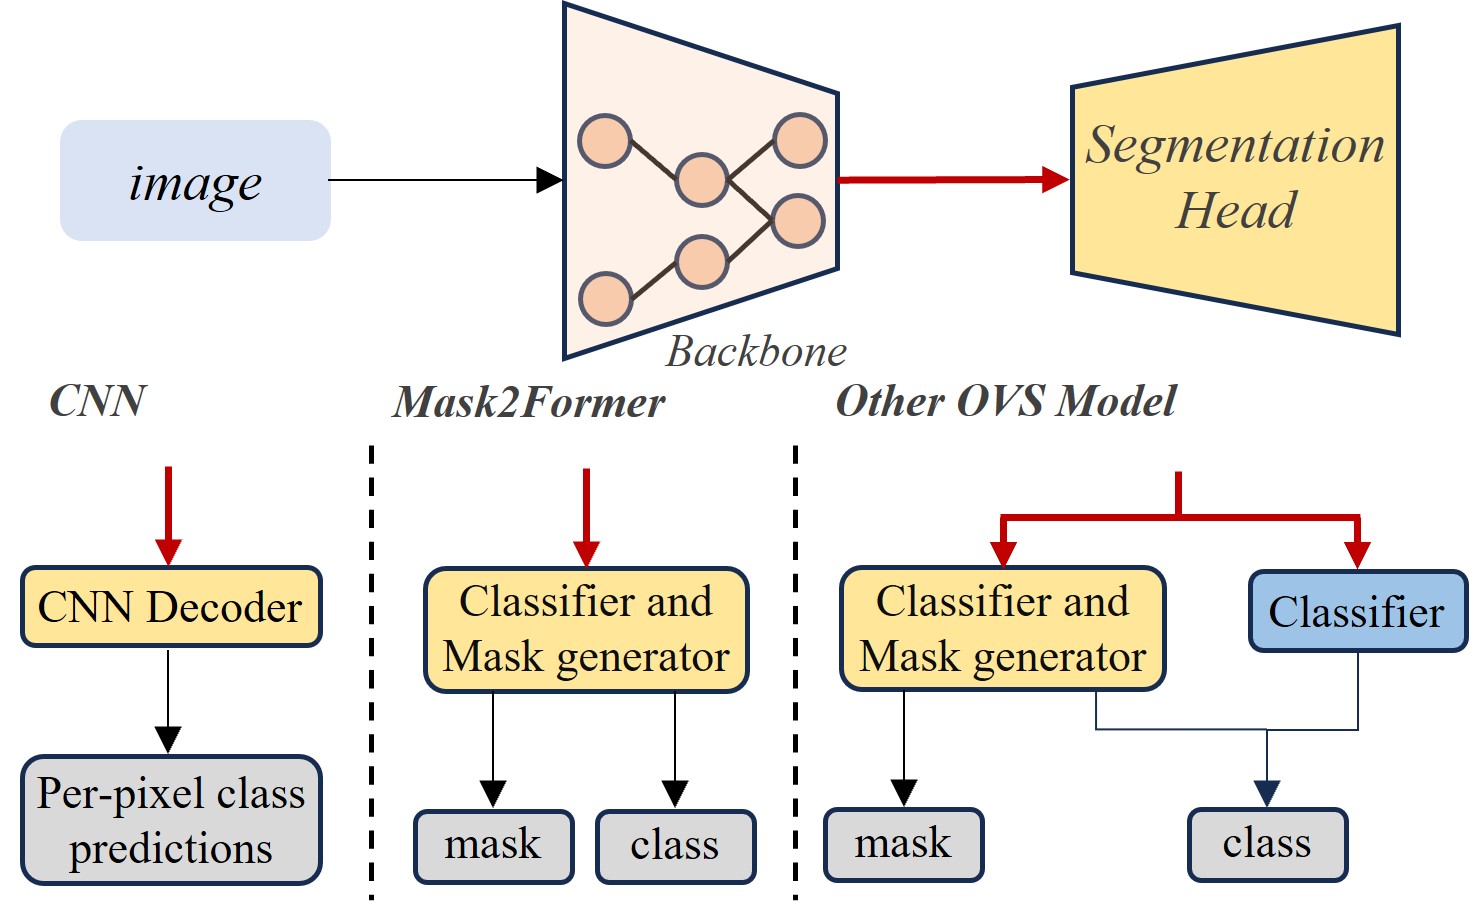 image
Segmentation
Head
Backbone
CNN
Mask2Former
Other OVS Model
CNN Decoder
Per-pixel class
predictions
Classifier and
Mask generator
mask
class
Classifier and
Mask generator
Classifier
mask
class